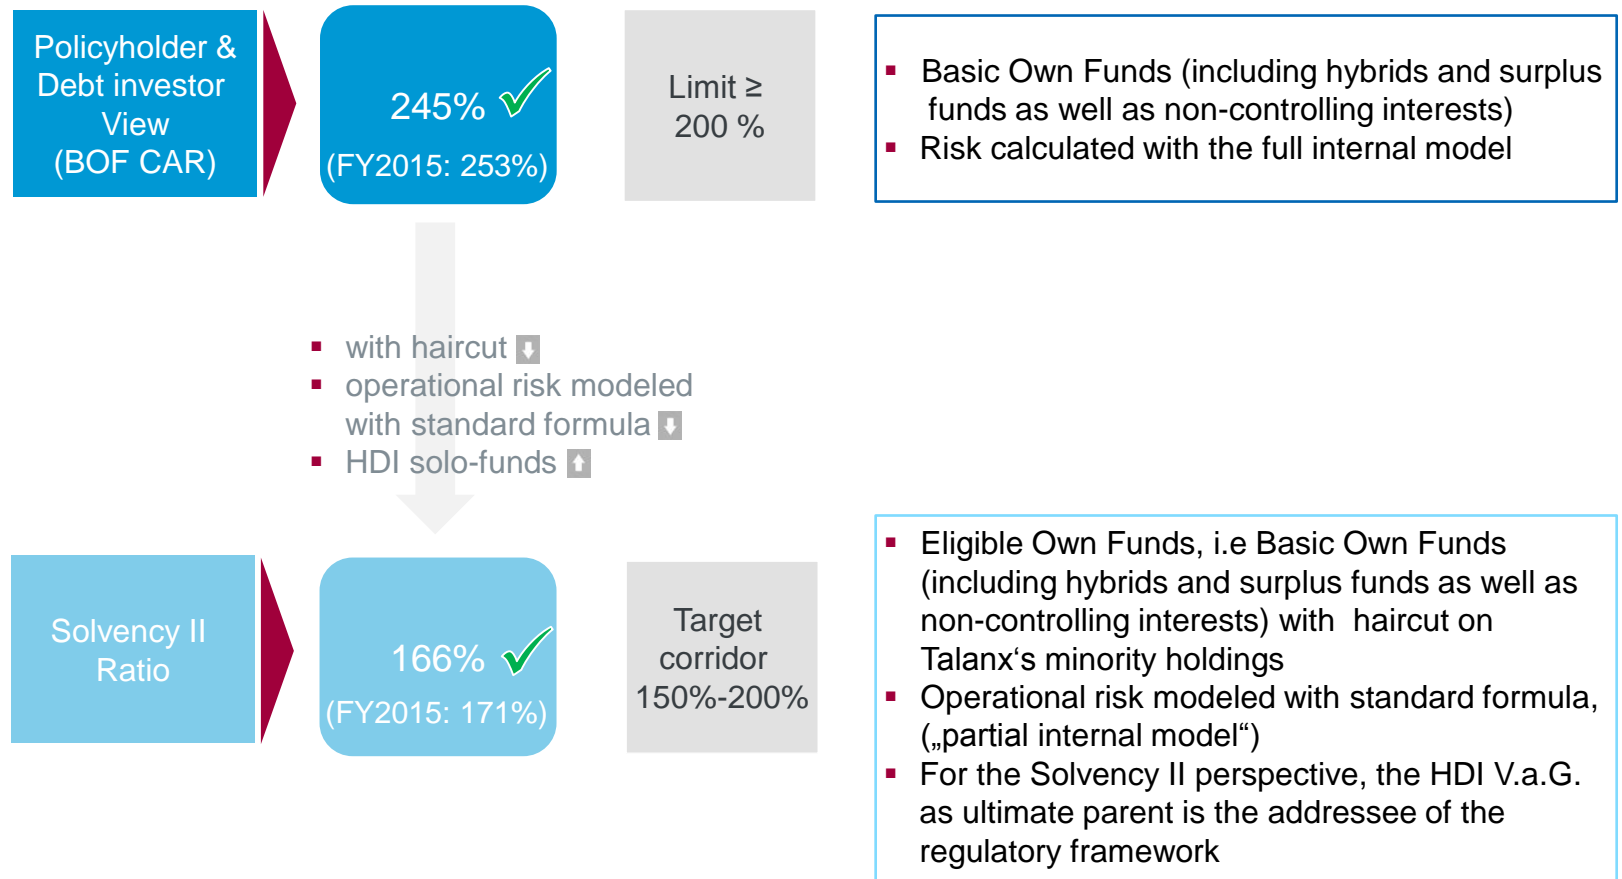 Policyholder &
Debt investor
View
(BOF CAR)
245%
(FY2015: 253%)
Limit ≥
200 %
▪ Basic Own Funds (including hybrids and surplus
funds as well as non-controlling interests)
▪ Risk calculated with the full internal model
▪ with haircut
▪ operational risk modeled
with standard formula
▪ HDI solo-funds
Solvency II
Ratio
166%
(FY2015: 171%)
Target
corridor
150%-200%
▪ Eligible Own Funds, i.e Basic Own Funds
(including hybrids and surplus funds as well as
non-controlling interests) with haircut on
Talanx‘s minority holdings
▪ Operational risk modeled with standard formula,
(„partial internal model“)
▪ For the Solvency II perspective, the HDI V.a.G.
as ultimate parent is the addressee of the
regulatory framework